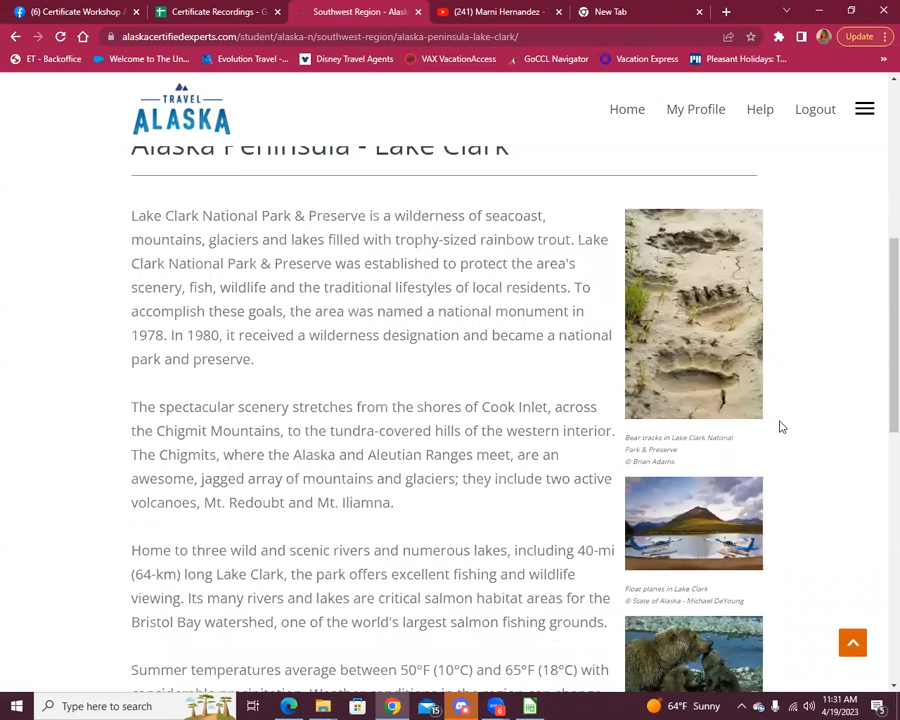 (6) Certificate Workshop A
Certificate Recordings - G
Southwest Region - Alask
(241) Marni Hernandez -
New Tab
alaskacertifiedexperts.com/student/alaska-n/southwest-region/alaska-peninsula-lake-clark/
Update
ET - Backoffice
Welcome to The Un...
Evolution Travel -...
Disney Travel Agents
VAX VacationAccess
GoCCL Navigator
Vacation Express
Pleasant Holidays: T...
TRAVEL
ALASKA
Home
My Profile
Help
Logout
Alaska Peninsula - Lake Clark
Lake Clark National Park & Preserve is a wilderness of seacoast,
mountains, glaciers and lakes filled with trophy-sized rainbow trout. Lake
Clark National Park & Preserve was established to protect the area's
scenery, fish, wildlife and the traditional lifestyles of local residents. To
accomplish these goals, the area was named a national monument in
1978. In 1980, it received a wilderness designation and became a national
park and preserve.
The spectacular scenery stretches from the shores of Cook Inlet, across
the Chigmit Mountains, to the tundra-covered hills of the western interior.
The Chigmits, where the Alaska and Aleutian Ranges meet, are an
awesome, jagged array of mountains and glaciers; they include two active
volcanoes, Mt. Redoubt and Mt. Iliamna.
Home to three wild and scenic rivers and numerous lakes, including 40-mi
(64-km) long Lake Clark, the park offers excellent fishing and wildlife
viewing. Its many rivers and lakes are critical salmon habitat areas for the
Bristol Bay watershed, one of the world's largest salmon fishing grounds.
Summer temperatures average between 50°F (10°C) and 65°F (18°C) with
Bear tracks in Lake Clark Natonal
Park & Preserve
© Brian Adams
Float planes in Lake Clark
© State of Alaska - Michael DeYoung
Type here to search
15
6
64°F Sunny
11:31 AM
4/19/2023
5